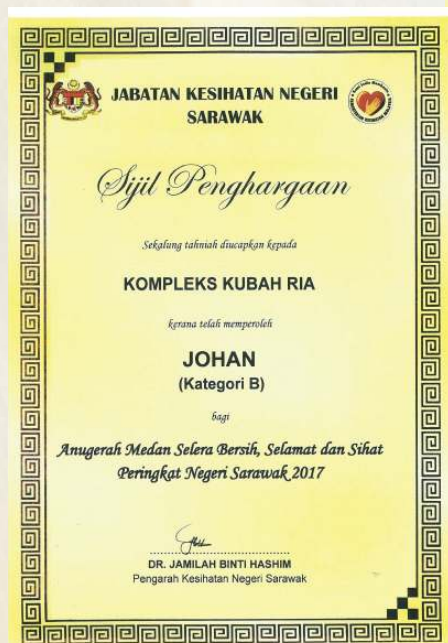 JABATAN KESIHATAN NEGERI
SARAWAK
Sijil Penghargaan
Sekalung tahniah diucapkan kepada
KOMPLEKS KUBAH RIA
kerana telah memperoleh
JOHAN
(Kategori B)
bagi
Anugerah Medan Selera Bersih, Selamat dan Sihat
Peringkat Negeri Sarawak 2017
DR. JAMILAH BINTI HASHIM
Pengarah Kesihatan Negeri Sarawak